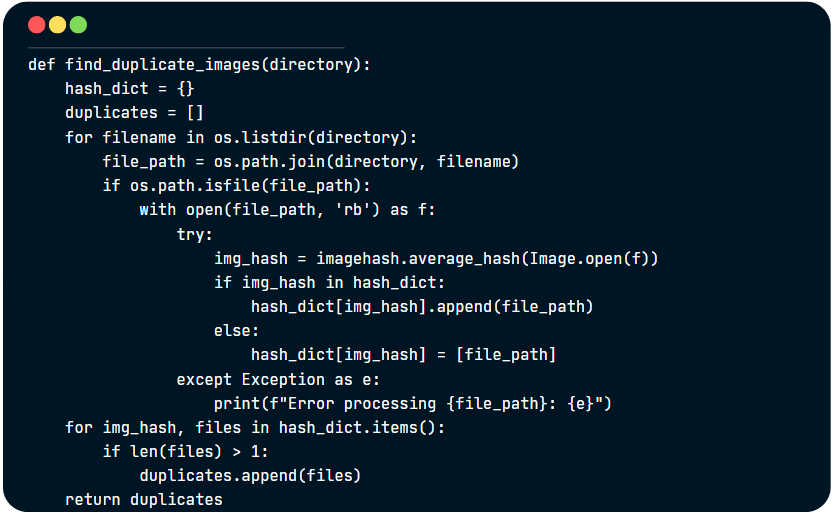 def find_duplicate_images(directory):
    hash_dict = {}
    duplicates = []
    for filename in os.listdir(directory):
        file_path = os.path.join(directory, filename)
        if os.path.isfile(file_path):
            with open(file_path, 'rb') as f:
                try:
                    img_hash = imagehash.average_hash(Image.open(f))
                    if img_hash in hash_dict:
                        hash_dict[img_hash].append(file_path)
                    else:
                        hash_dict[img_hash] = [file_path]
                except Exception as e:
                    print(f"Error processing {file_path}: {e}")
    for img_hash, files in hash_dict.items():
        if len(files) > 1:
            duplicates.append(files)
    return duplicates